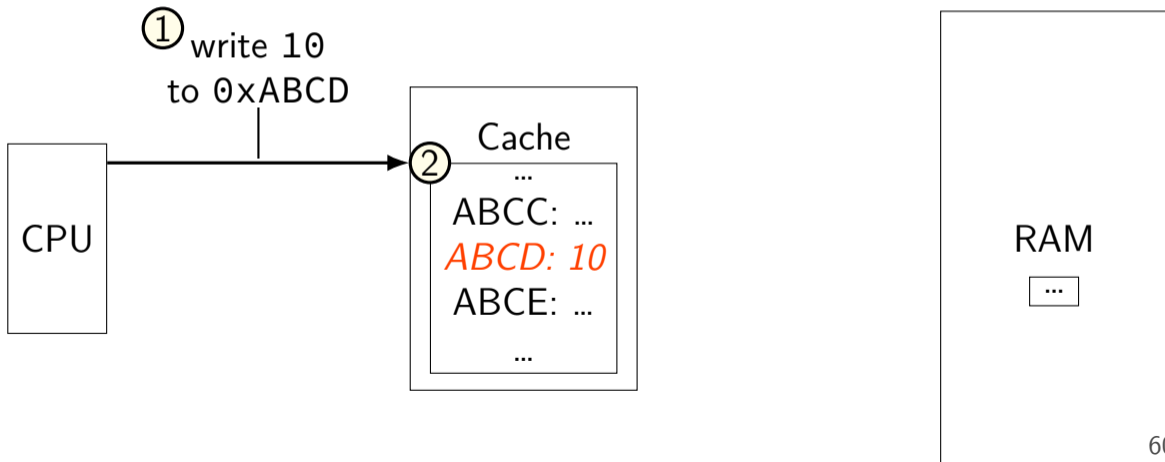 1
write 10
to 0xABCD
CPU
2
Cache
...
ABCC: ...
ABCD: 10
ABCE: ...
...
RAM
...